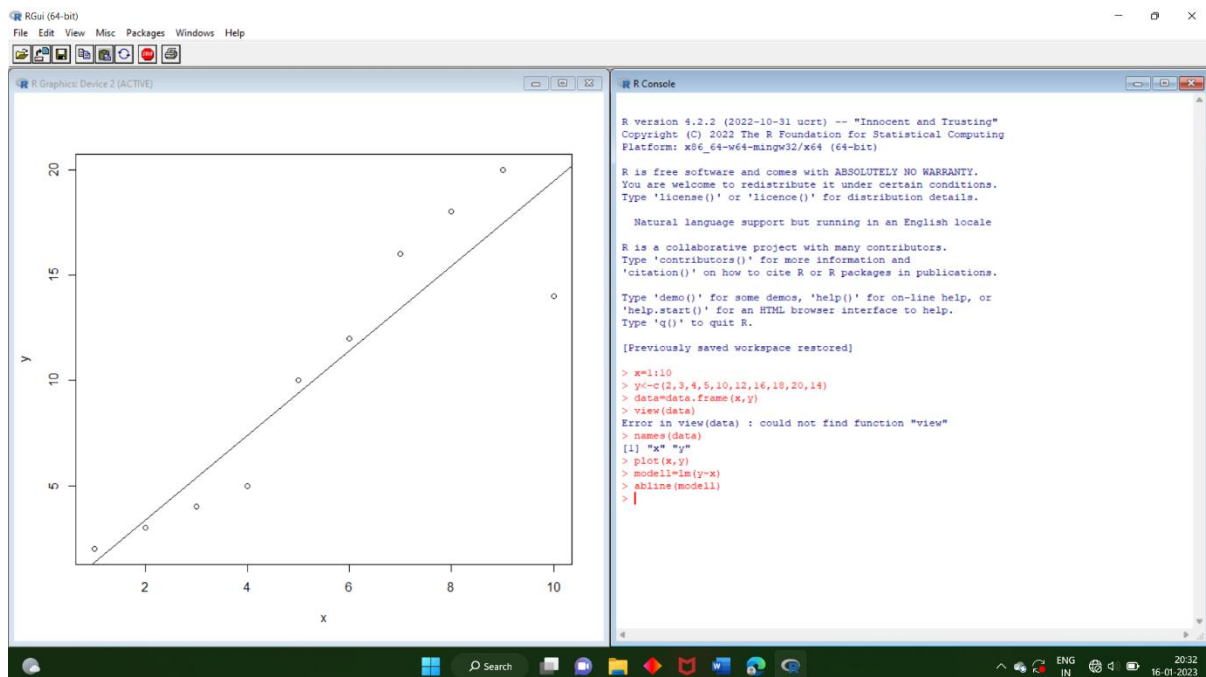 RGui (64-bit)
File Edit View Misc Packages Windows Help
STOP
R Graphics: Device 2 (ACTIVE)
20
15
10
5
y
2 4 6 8 10
x
R Console
R version 4.2.2 (2022-10-31 ucrt) -- "Innocent and Trusting"
Copyright (C) 2022 The R Foundation for Statistical Computing
Platform: x86_64-w64-mingw32/x64 (64-bit)
R is free software and comes with ABSOLUTELY NO WARRANTY.
You are welcome to redistribute it under certain conditions.
Type 'license()' or 'licence()' for distribution details.
Natural language support but running in an English locale
R is a collaborative project with many contributors.
Type 'contributors()' for more information and
'citation()' on how to cite R or R packages in publications.
Type 'demo()' for some demos, 'help()' for on-line help, or
'help.start()' for an HTML browser interface to help.
Type 'q()' to quit R.
[Previously saved workspace restored]
> x=1:10
> y<-c(2,3,4,5,10,12,16,18,20,14)
> data=data.frame(x,y)
> view(data)
Error in view(data) : could not find function "view"
> names(data)
[1] "x" "y"
> plot(x,y)
> modell=lm(y~x)
> abline(modell)
>
Search
ENG
IN
20:32
16-01-2023